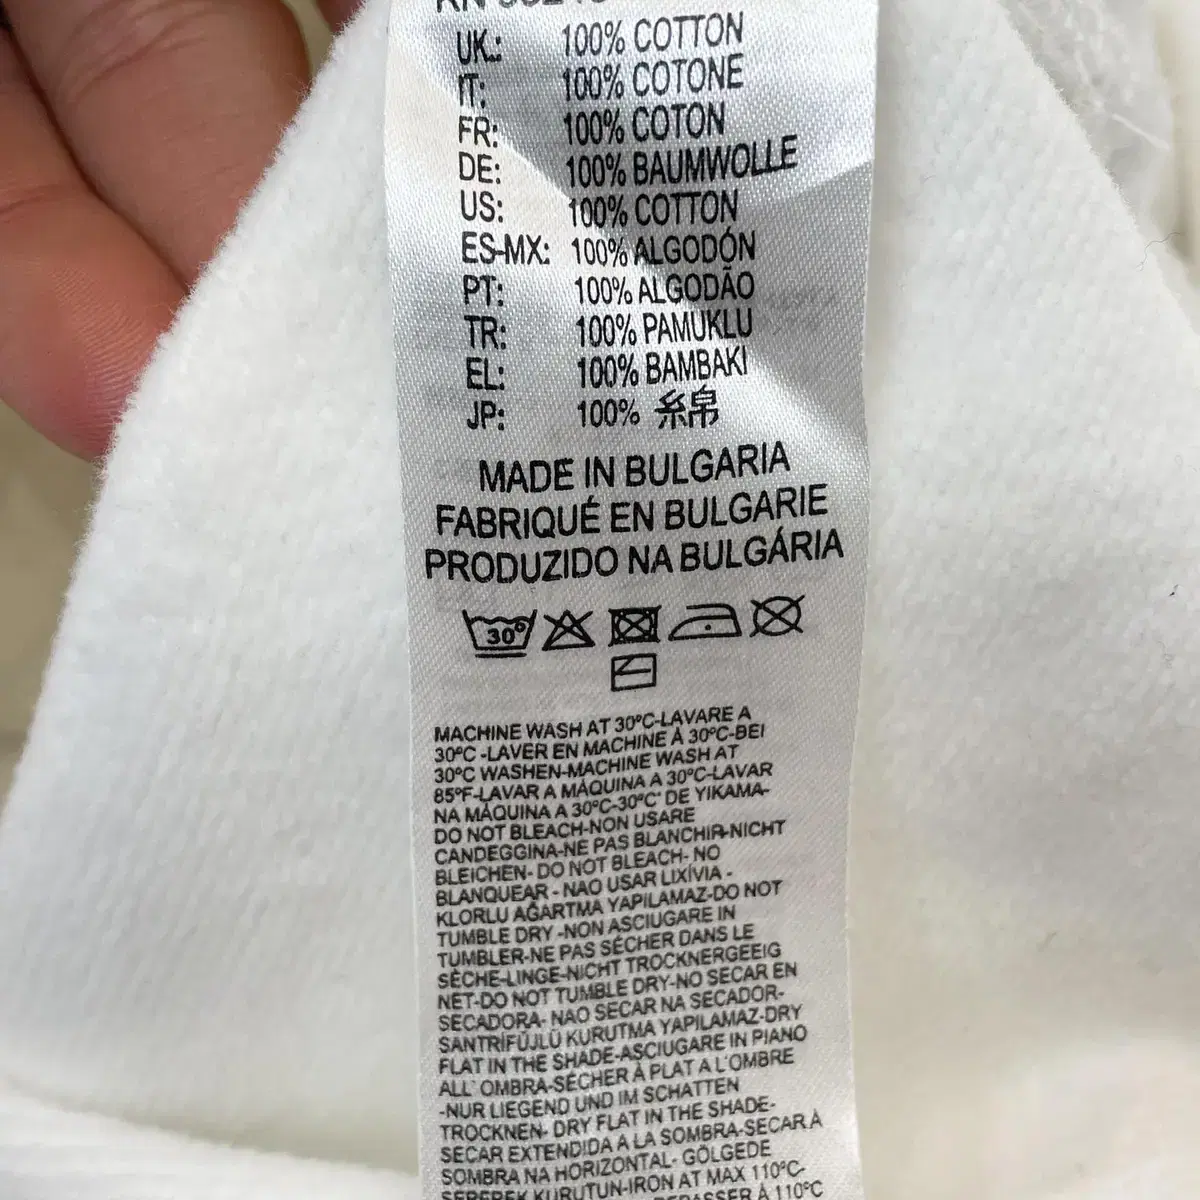 UK: 100% COTTON
IT: 100% COTONE
FR: 100% COTON
DE: 100% BAUMWOLLE
US: 100% COTTON
ES-MX: 100% ALGODÓN
PT: 100% ALGODÃO
TR: 100% PAMUKLU
EL: 100% BAMBAKI
JP: 100% 綿
MADE IN BULGARIA
FABRIQUÉ EN BULGARIE
PRODUZIDO NA BULGÁRIA
30°
MACHINE WASH AT 30°C-LAVARE A
30°C -LAVER EN MACHINE À 30°C-BEI
30°C WASHEN-MACHINE WASH AT
85°F-LAVAR A MÁQUINA A 30°C-LAVAR
NA MÁQUINA A 30°C-30°C' DE YIKAMA-
DO NOT BLEACH-NON USARE
CANDEGGINA-NE PAS BLANCHIR-NICHT
BLEICHEN- DO NOT BLEACH- NO
BLANQUEAR - NAO USAR LIXÍVIA -
KLORLU AĞARTMA YAPILAMAZ-DO NOT
TUMBLE DRY -NON ASCIUGARE IN
TUMBLER-NE PAS SÉCHER DANS LE
SÈCHE-LINGE-NICHT TROCKNERGEEIG
NET-DO NOT TUMBLE DRY-NO SECAR EN
SECADORA- NAO SECAR NA SECADOR-
SANTRİFÜJLÜ KURUTMA YAPILAMAZ-DRY
FLAT IN THE SHADE-ASCIUGARE IN PIANO
ALL' OMBRA-SÉCHER À PLAT A L'OMBRE
-NUR LIEGEND UND IM SCHATTEN
TROCKNEN- DRY FLAT IN THE SHADE-
SECAR EXTENDIDA A LA SOMBRA-SECAR À
SOMBRA NA HORIZONTAL- GÖLGEDE
SEREREK KURUTUN-IRON AT MAX 110°C-
À 110°C